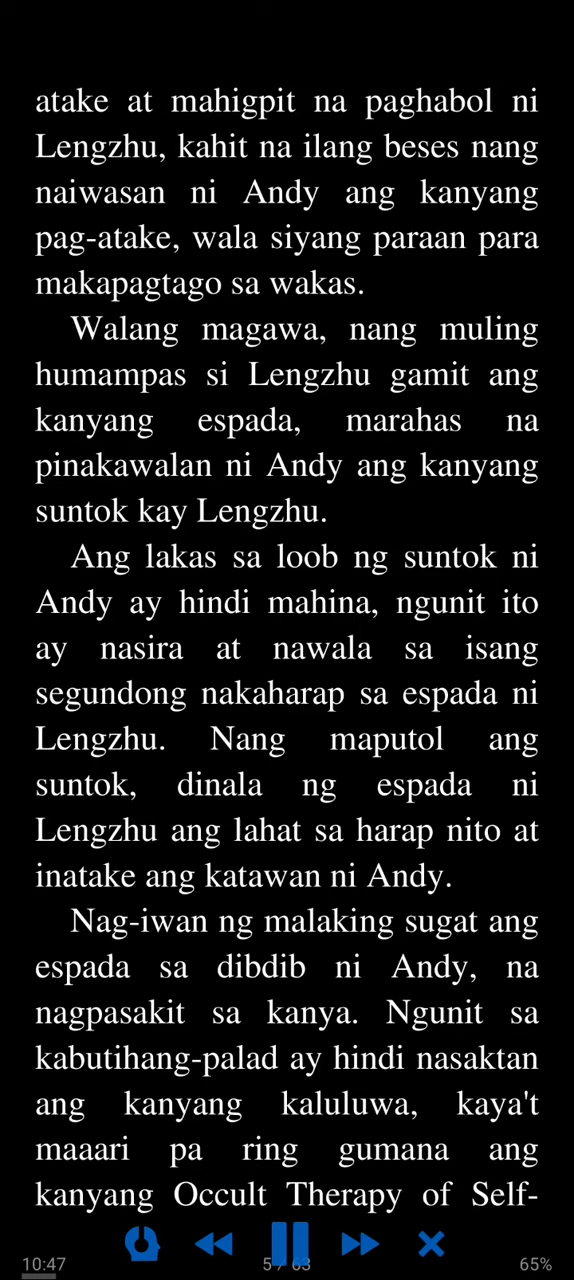 atake at mahigpit na paghabol ni
Lengzhu, kahit na ilang beses nang
naiwasan ni Andy ang kanyang
pag-atake, wala siyang paraan para
makapagtago sa wakas.
Walang magawa, nang muling
humampas si Lengzhu gamit ang
kanyang espada, marahas na
pinakawalan ni Andy ang kanyang
suntok kay Lengzhu.
Ang lakas sa loob ng suntok ni
Andy ay hindi mahina, ngunit ito
ay nasira at nawala sa isang
segundong nakaharap sa espada ni
Lengzhu. Nang maputol ang
suntok, dinala ng espada ni
Lengzhu ang lahat sa harap nito at
inatake ang katawan ni Andy.
Nag-iwan ng malaking sugat ang
espada sa dibdib ni Andy, na
nagpasakit sa kanya. Ngunit sa
kabutihang-palad ay hindi nasaktan
ang kanyang kaluluwa, kaya't
maaari pa ring gumana ang
kanyang Occult Therapy of Self-
10:47 5 / 63 65%